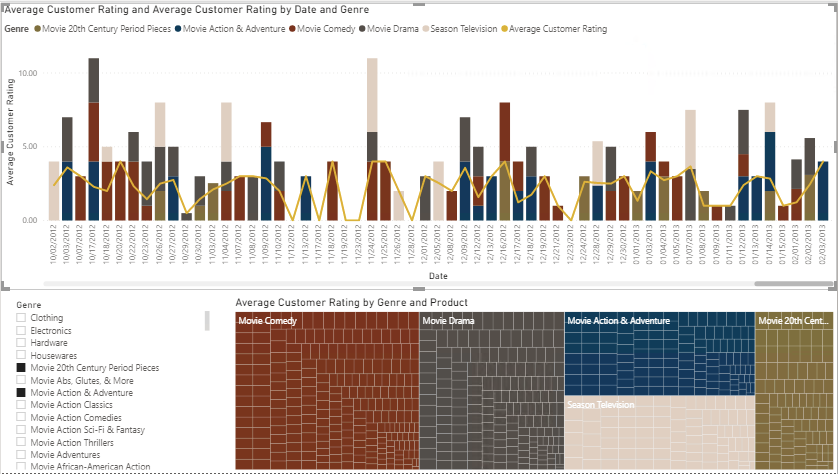 Average Customer Rating and Average Customer Rating by Date and Genre
Genre Movie 20th Century Period Pieces Movie Action & Adventure Movie Comedy Movie Drama Season Television Average Customer Rating
Average Customer Rating
10.00
5.00
0.00
10/02/2012
10/03/2012
10/07/2012
10/17/2012
10/18/2012
10/20/2012
10/22/2012
10/23/2012
10/26/2012
10/27/2012
10/29/2012
10/30/2012
11/03/2012
11/04/2012
11/07/2012
11/08/2012
11/09/2012
11/10/2012
11/12/2012
11/13/2012
11/17/2012
11/18/2012
11/19/2012
11/23/2012
11/24/2012
11/25/2012
11/26/2012
11/28/2012
12/01/2012
12/05/2012
12/08/2012
12/09/2012
12/12/2012
12/13/2012
12/16/2012
12/17/2012
12/18/2012
12/19/2012
12/21/2012
12/23/2012
12/24/2012
12/28/2012
12/29/2012
12/30/2012
01/01/2013
01/03/2013
01/04/2013
01/05/2013
01/07/2013
01/08/2013
01/09/2013
01/11/2013
01/12/2013
01/13/2013
01/14/2013
01/15/2013
02/01/2013
02/02/2013
02/03/2013
Date
Genre
Clothing
Electronics
Hardware
Housewares
Movie 20th Century Period Pieces
Movie Abs, Glutes, & More
Movie Action & Adventure
Movie Action Classics
Movie Action Comedies
Movie Action Sci-Fi & Fantasy
Movie Action Thrillers
Movie Adventures
Movie African-American Action
Average Customer Rating by Genre and Product
Movie Comedy
Movie Drama
Movie Action & Adventure
Movie 20th Cent...
Season Television